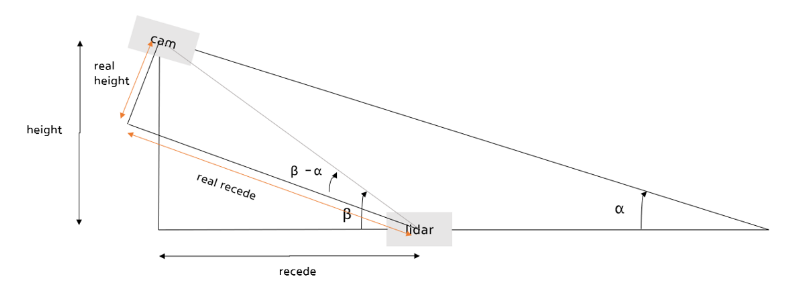 cam
real
height
height
β - α
real recede
β
α
lidar
recede